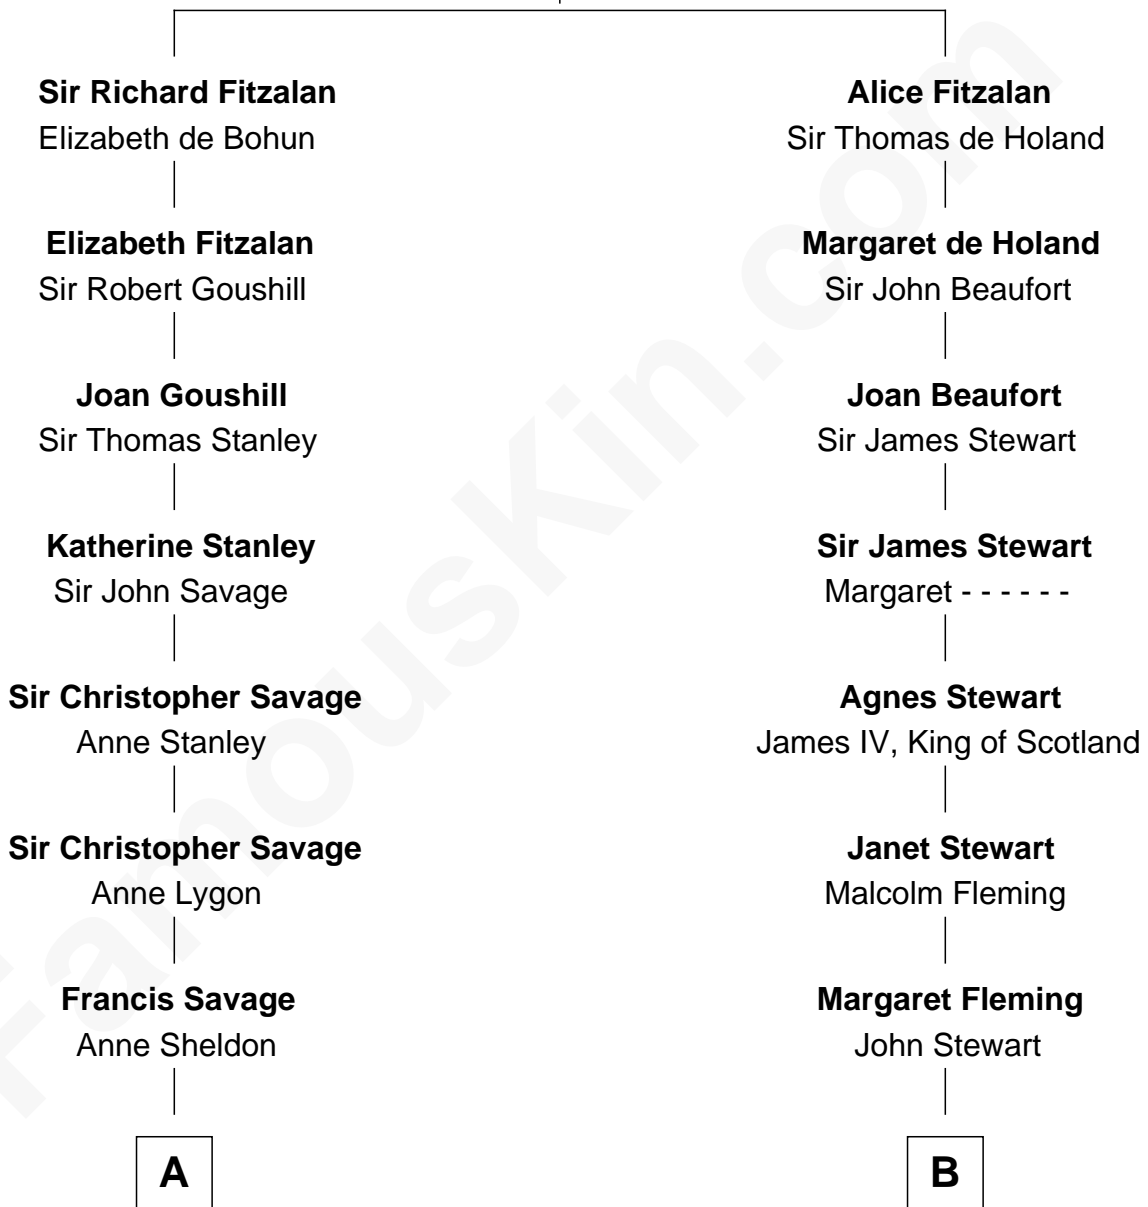 Sir Richard Fitzalan
Elizabeth de Bohun
Elizabeth Fitzalan
Sir Robert Goushill
Joan Goushill
Sir Thomas Stanley
Katherine Stanley
Sir John Savage
Sir Christopher Savage
Anne Stanley
Sir Christopher Savage
Anne Lygon
Francis Savage
Anne Sheldon
A
Alice Fitzalan
Sir Thomas de Holand
Margaret de Holand
Sir John Beaufort
Joan Beaufort
Sir James Stewart
Sir James Stewart
Margaret - - - - - -
Agnes Stewart
James IV, King of Scotland
Janet Stewart
Malcolm Fleming
Margaret Fleming
John Stewart
B
FamousKin.com